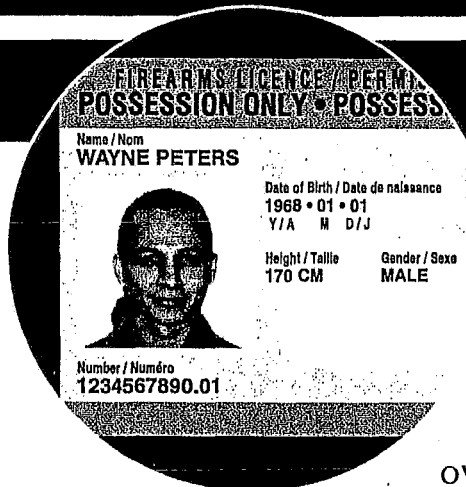 FIREARMS LICENCE / PERMIS
POSSESSION ONLY • POSSESS
Name / Nom
WAYNE PETERS
Date of Birth / Date de naissance
1968 • 01 • 01
Y/A M D/J
Height / Taille
170 CM
Gender / Sexe
MALE
Number / Numéro
1234567890.01